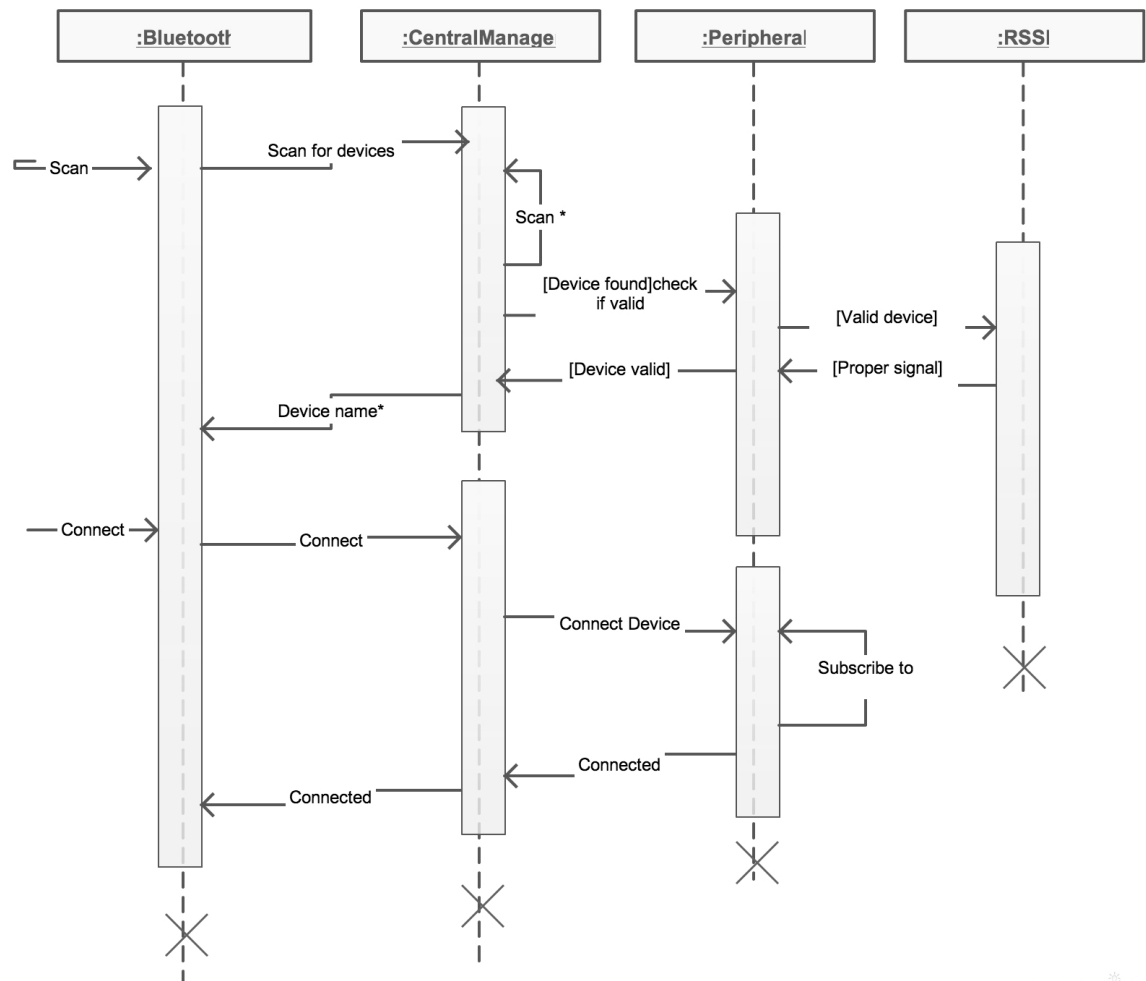 :Bluetooth
:CentralManage
:Peripheral
:RSSI
Scan for devices
Scan
Scan *
[Device found]check
if valid
[Valid device]
[Device valid]
[Proper signal]
Device name*
Connect
Connect
Connect Device
Subscribe to
Connected
Connected